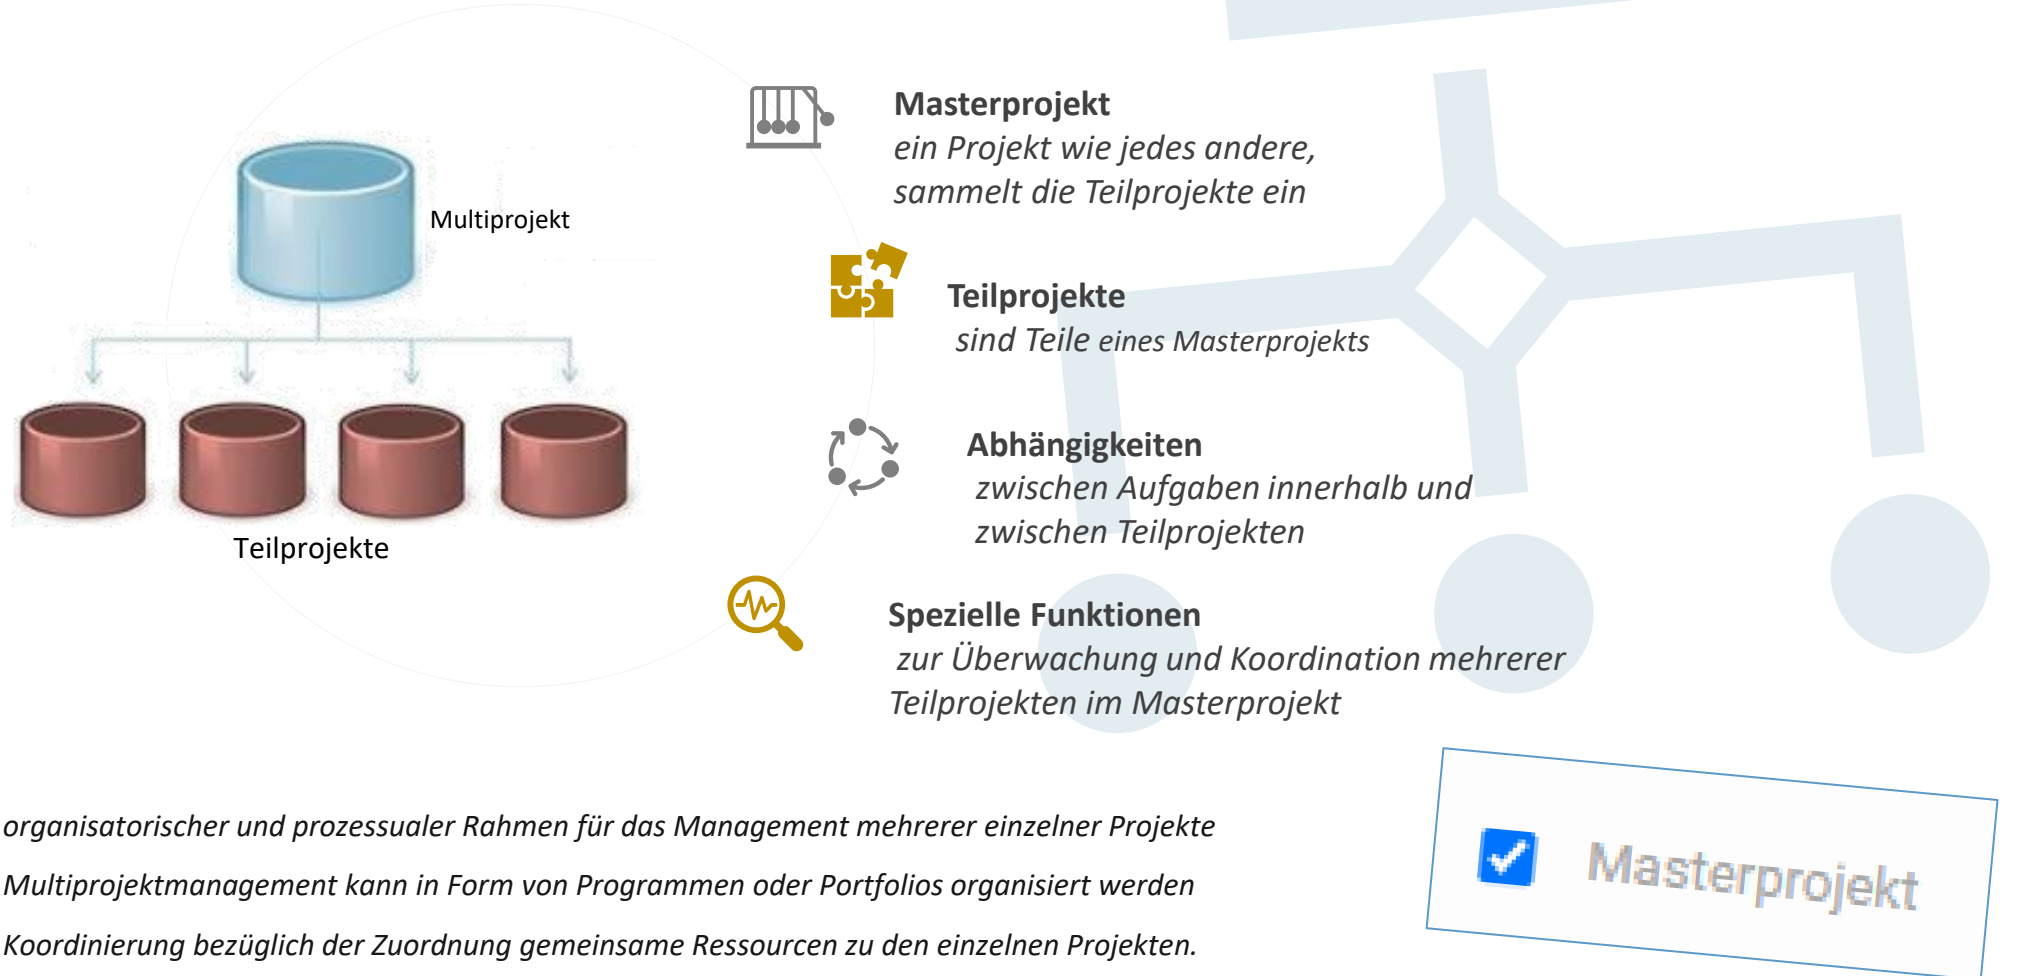 Multiprojekt
Teilprojekte
Masterprojekt
ein Projekt wie jedes andere,
sammelt die Teilprojekte ein
Teilprojekte
sind Teile eines Masterprojekts
Abhängigkeiten
zwischen Aufgaben innerhalb und
zwischen Teilprojekten
Spezielle Funktionen
zur Überwachung und Koordination mehrerer
Teilprojekten im Masterprojekt
organisatorischer und prozessualer Rahmen für das Management mehrerer einzelner Projekte
Multiprojektmanagement kann in Form von Programmen oder Portfolios organisiert werden
Koordinierung bezüglich der Zuordnung gemeinsame Ressourcen zu den einzelnen Projekten.
Masterprojekt